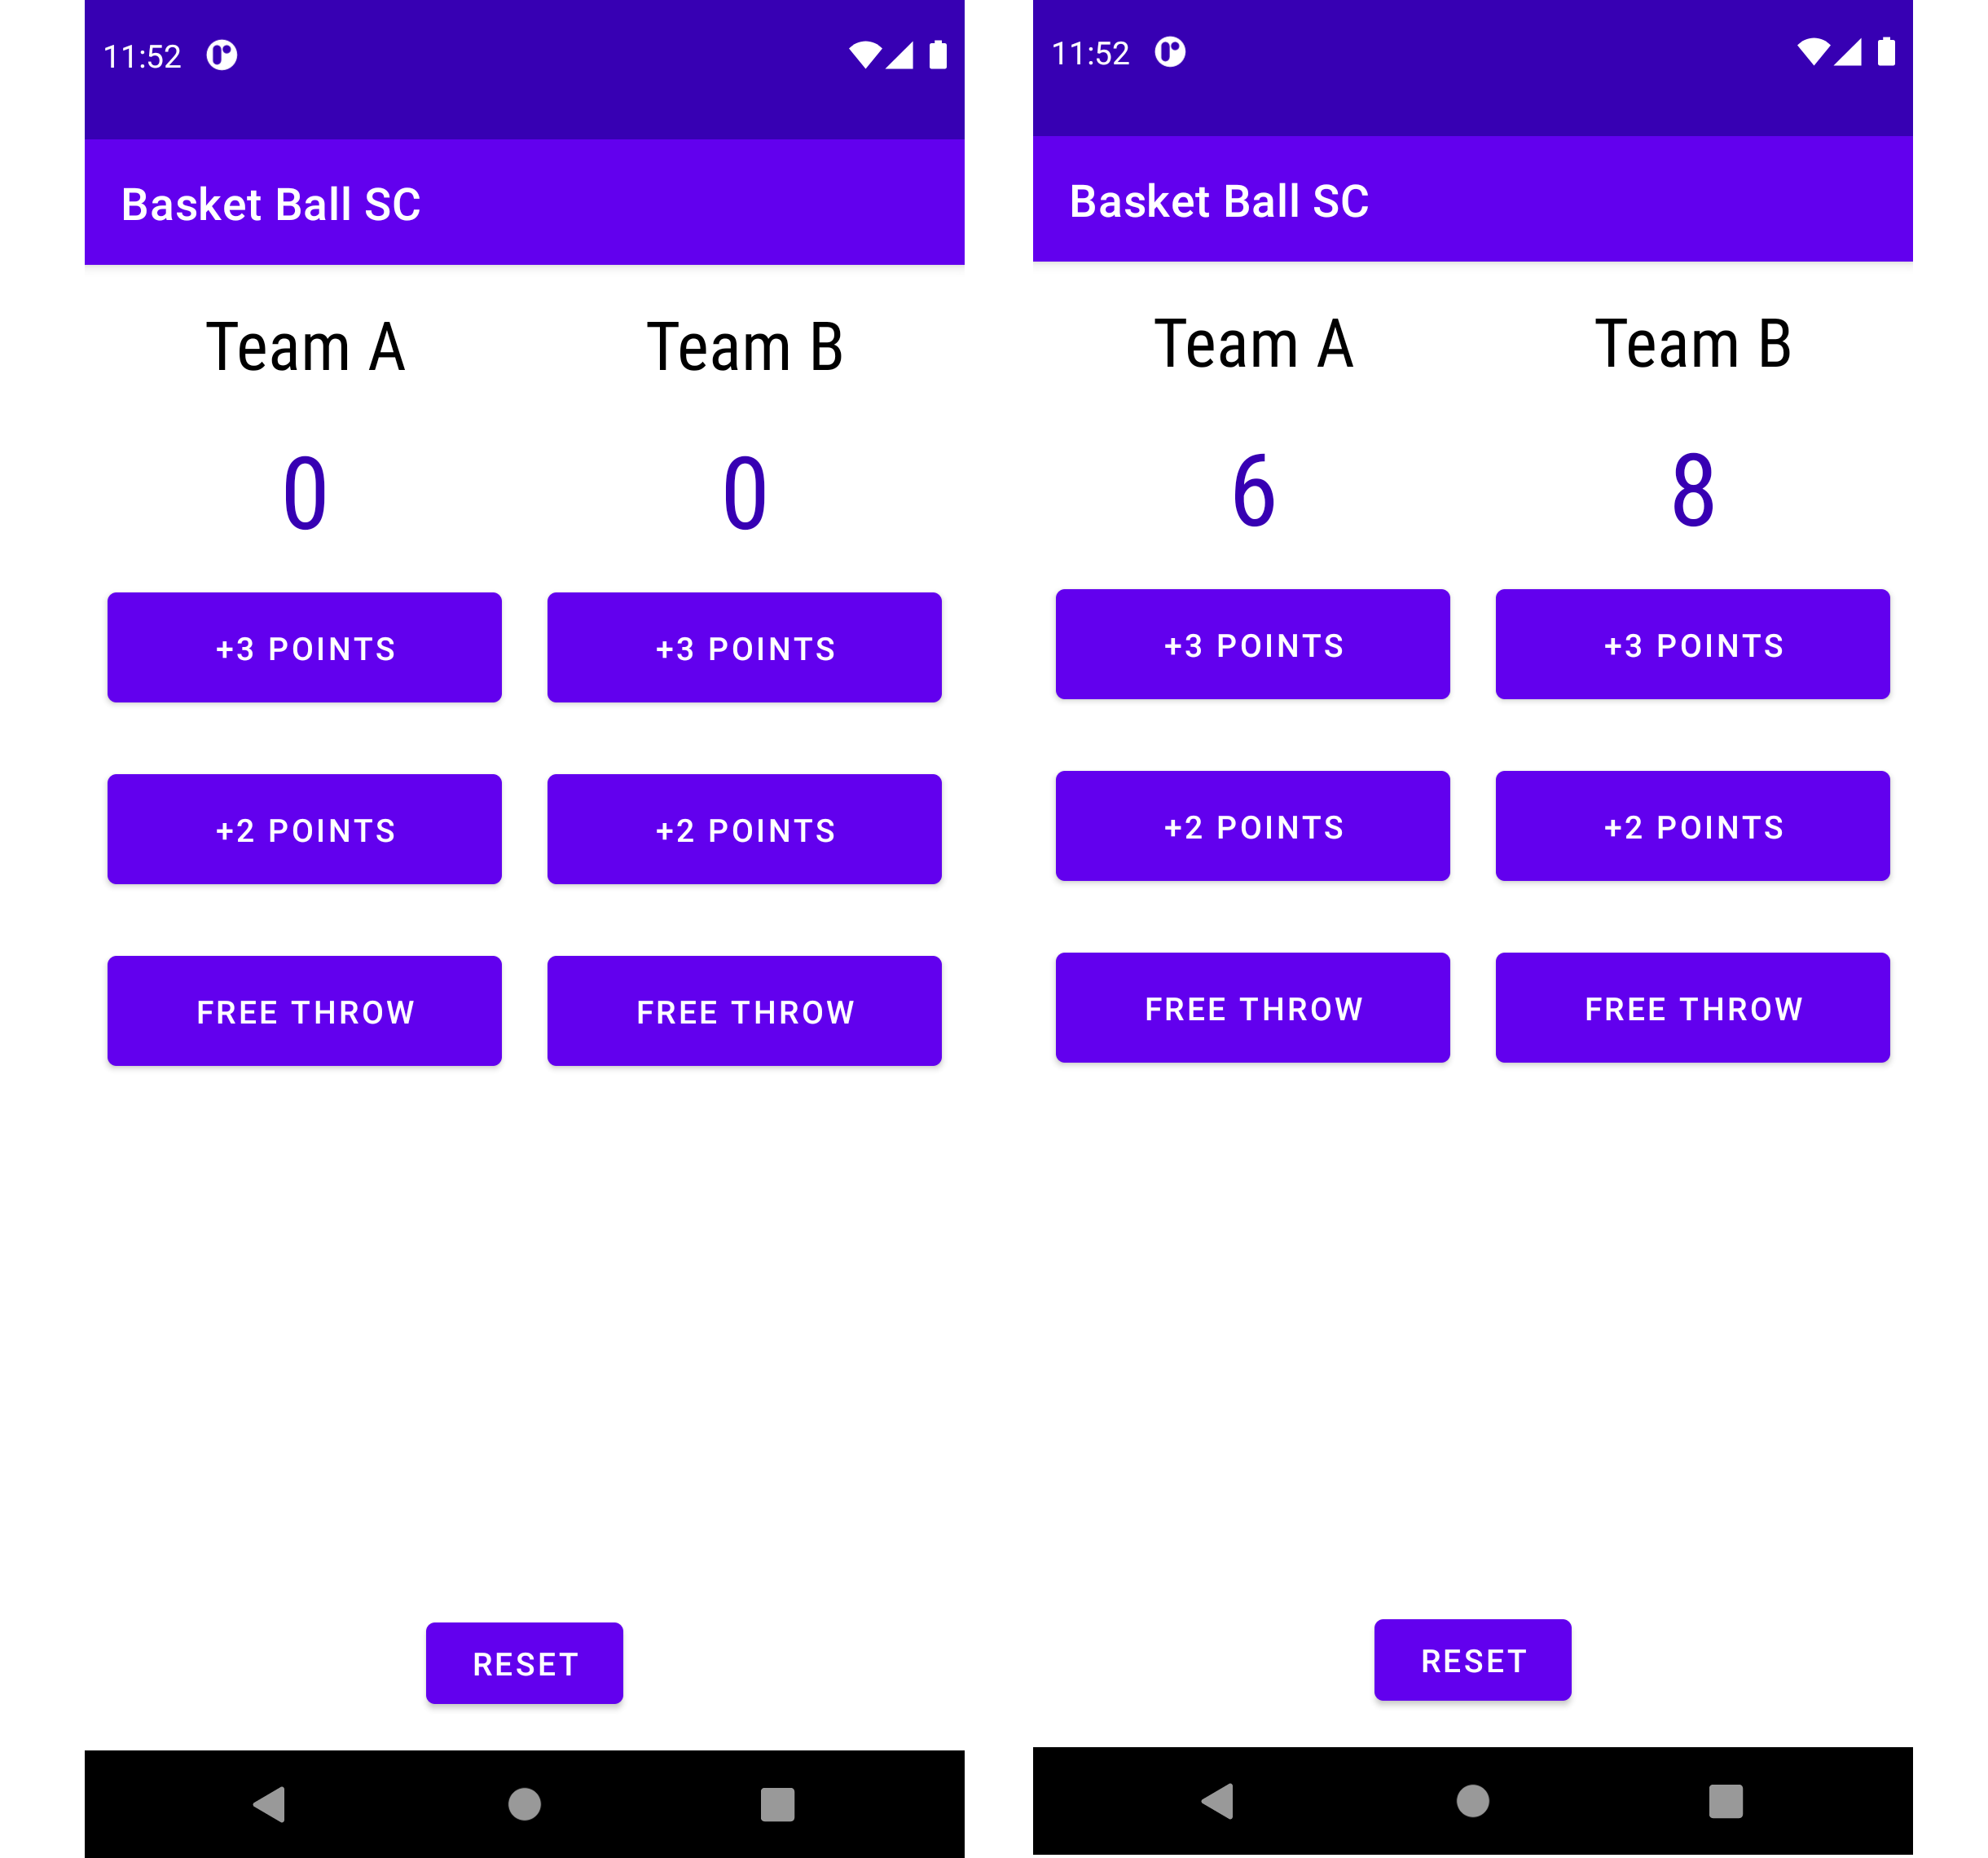 11:52
Basket Ball SC
Team A Team B
0 0
+3 POINTS +3 POINTS
+2 POINTS +2 POINTS
FREE THROW FREE THROW
RESET
11:52
Basket Ball SC
Team A Team B
6 8
+3 POINTS +3 POINTS
+2 POINTS +2 POINTS
FREE THROW FREE THROW
RESET